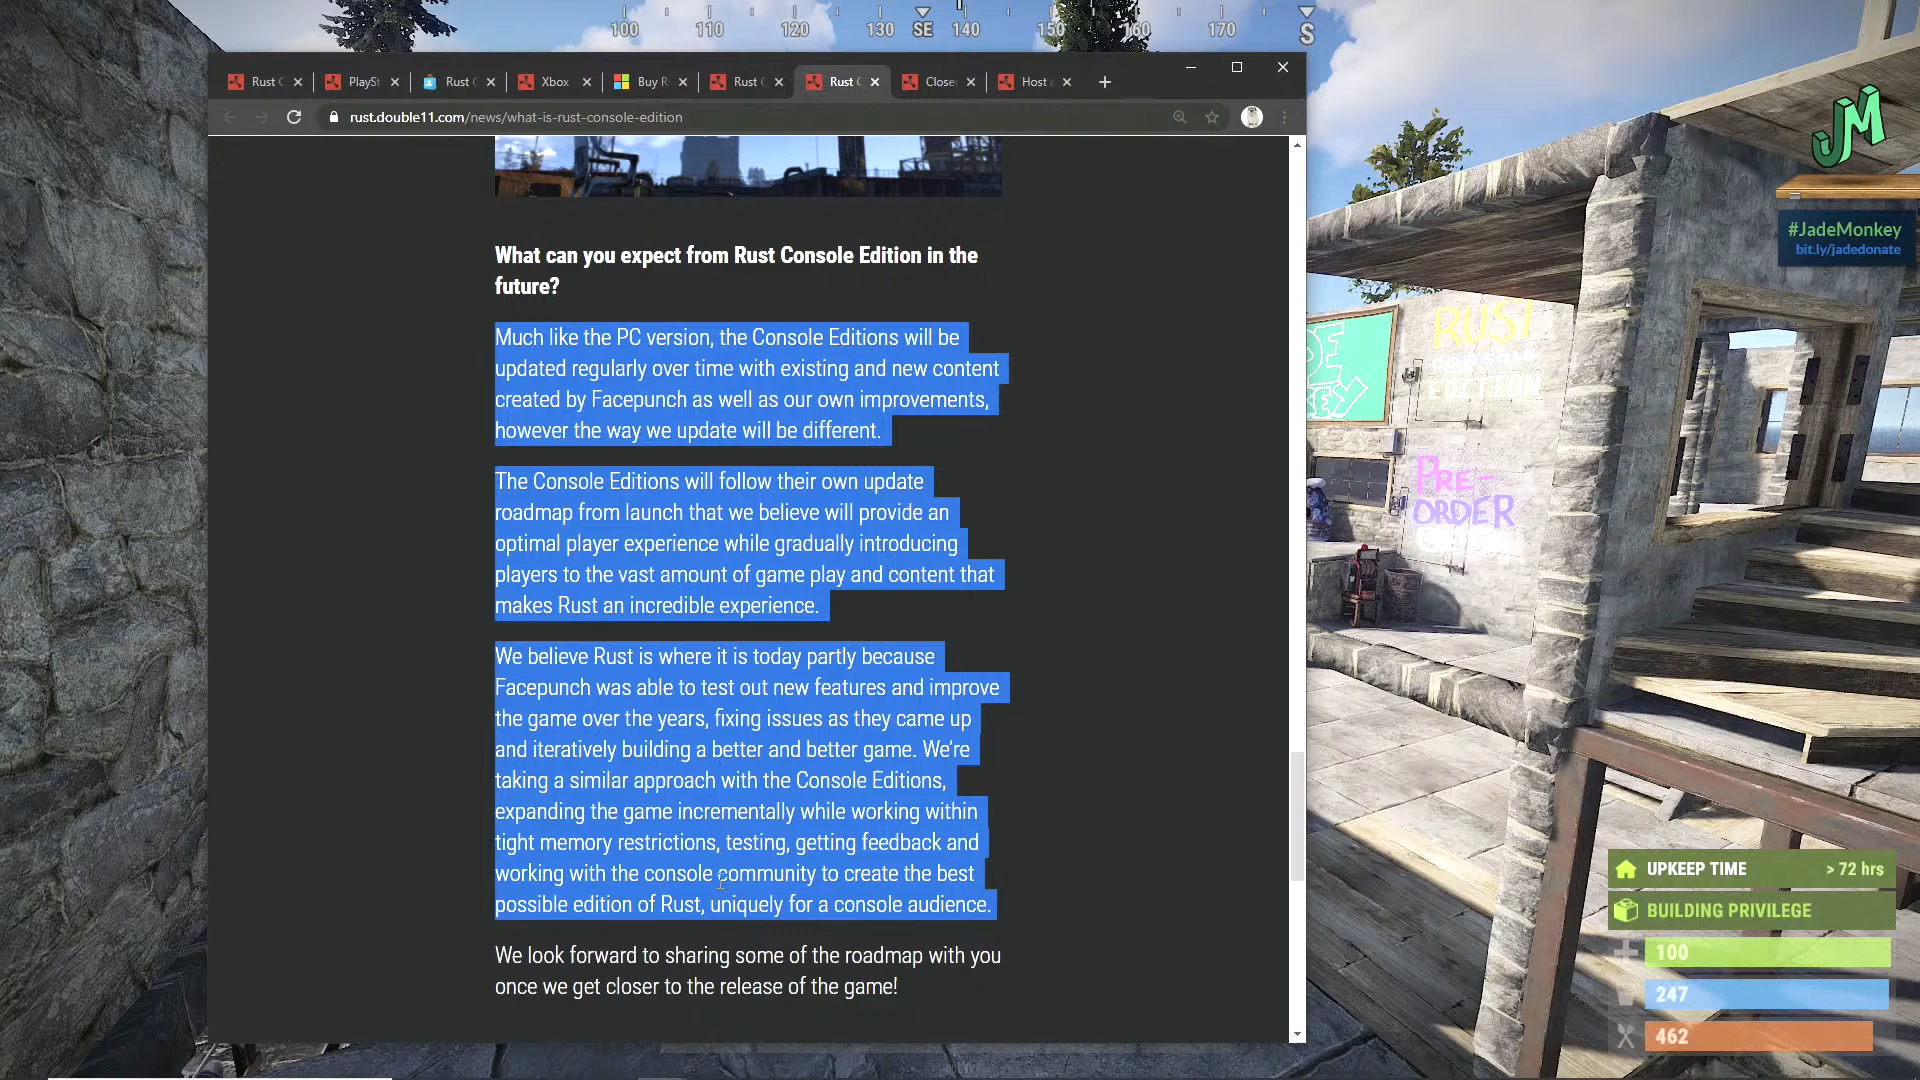 100 110 120 130 SE 140 150 160 170 S
Rust C PlaySt Rust C Xbox Buy R Rust C Rust C Close Host a
rust.double11.com/news/what-is-rust-console-edition
JM
#JadeMonkey
bit.ly/jadedonate
What can you expect from Rust Console Edition in the
future?
Much like the PC version, the Console Editions will be
updated regularly over time with existing and new content
created by Facepunch as well as our own improvements,
however the way we update will be different.
The Console Editions will follow their own update
roadmap from launch that we believe will provide an
optimal player experience while gradually introducing
players to the vast amount of game play and content that
makes Rust an incredible experience.
We believe Rust is where it is today partly because
Facepunch was able to test out new features and improve
the game over the years, fixing issues as they came up
and iteratively building a better and better game. We’re
taking a similar approach with the Console Editions,
expanding the game incrementally while working within
tight memory restrictions, testing, getting feedback and
working with the console community to create the best
possible edition of Rust, uniquely for a console audience.
We look forward to sharing some of the roadmap with you
once we get closer to the release of the game!
RUST
CONSOLE
EDITION
PRE-
ORDER
UPKEEP TIME > 72 hrs
BUILDING PRIVILEGE
100
247
462